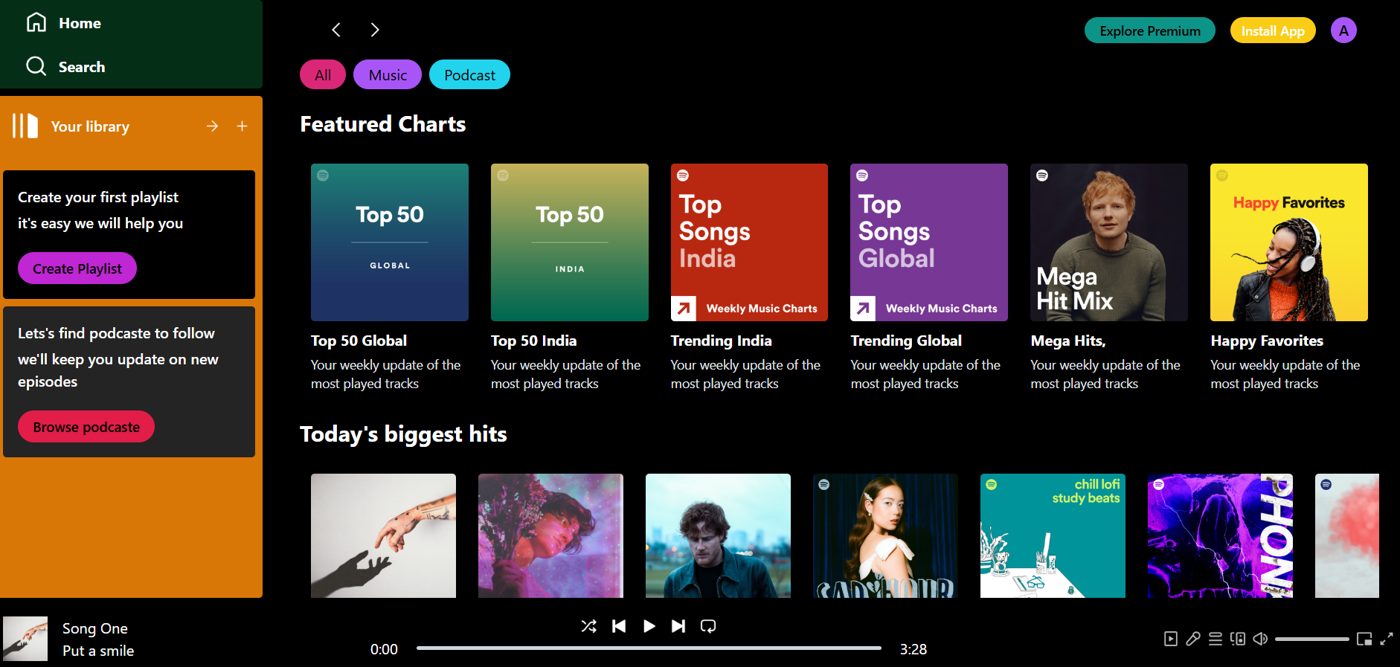 Home
Search
Your library
Create your first playlist
it's easy we will help you
Create Playlist
Lets's find podcaste to follow
we'll keep you update on new
episodes
Browse podcaste
Explore Premium
Install App
A
All
Music
Podcast
Featured Charts
Top 50
GLOBAL
Top 50 Global
Your weekly update of the
most played tracks
Top 50
INDIA
Top 50 India
Your weekly update of the
most played tracks
Top
Songs
India
Weekly Music Charts
Trending India
Your weekly update of the
most played tracks
Top
Songs
Global
Weekly Music Charts
Trending Global
Your weekly update of the
most played tracks
Mega
Hit Mix
Mega Hits,
Your weekly update of the
most played tracks
Happy Favorites
Happy Favorites
Your weekly update of the
most played tracks
Today's biggest hits
chill lofi
study beats
Song One
Put a smile
0:00
3:28